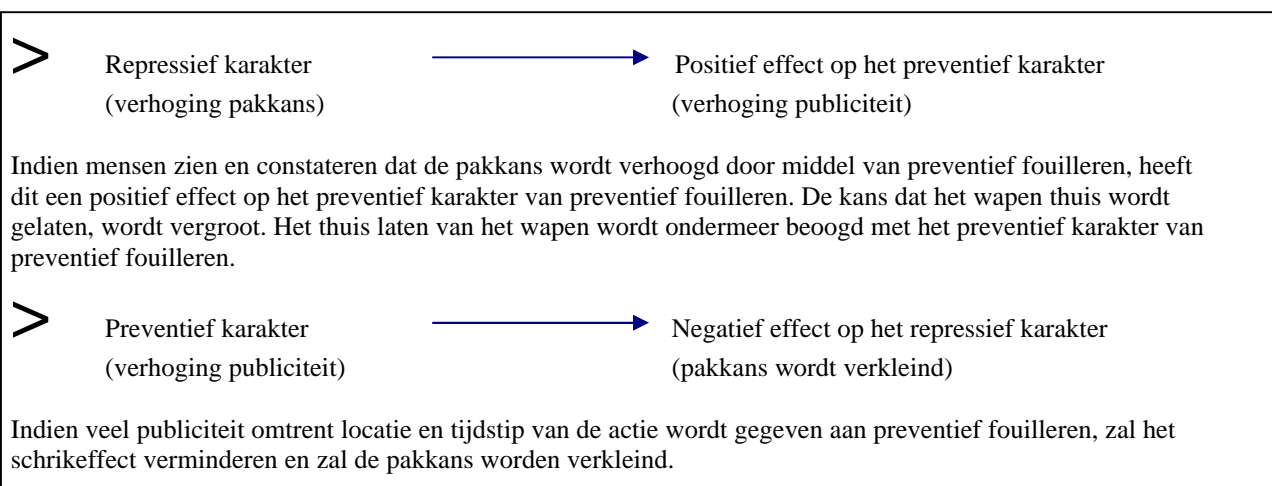 > Repressief karakter Positief effect op het preventief karakter
(verhoging pakkans) (verhoging publiciteit)
Indien mensen zien en constateren dat de pakkans wordt verhoogd door middel van preventief fouilleren, heeft
dit een positief effect op het preventief karakter van preventief fouilleren. De kans dat het wapen thuis wordt
gelaten, wordt vergroot. Het thuis laten van het wapen wordt ondermeer beoogd met het preventief karakter van
preventief fouilleren.
> Preventief karakter Negatief effect op het repressief karakter
(verhoging publiciteit) (pakkans wordt verkleind)
Indien veel publiciteit omtrent locatie en tijdstip van de actie wordt gegeven aan preventief fouilleren, zal het
schrikeffect verminderen en zal de pakkans worden verkleind.